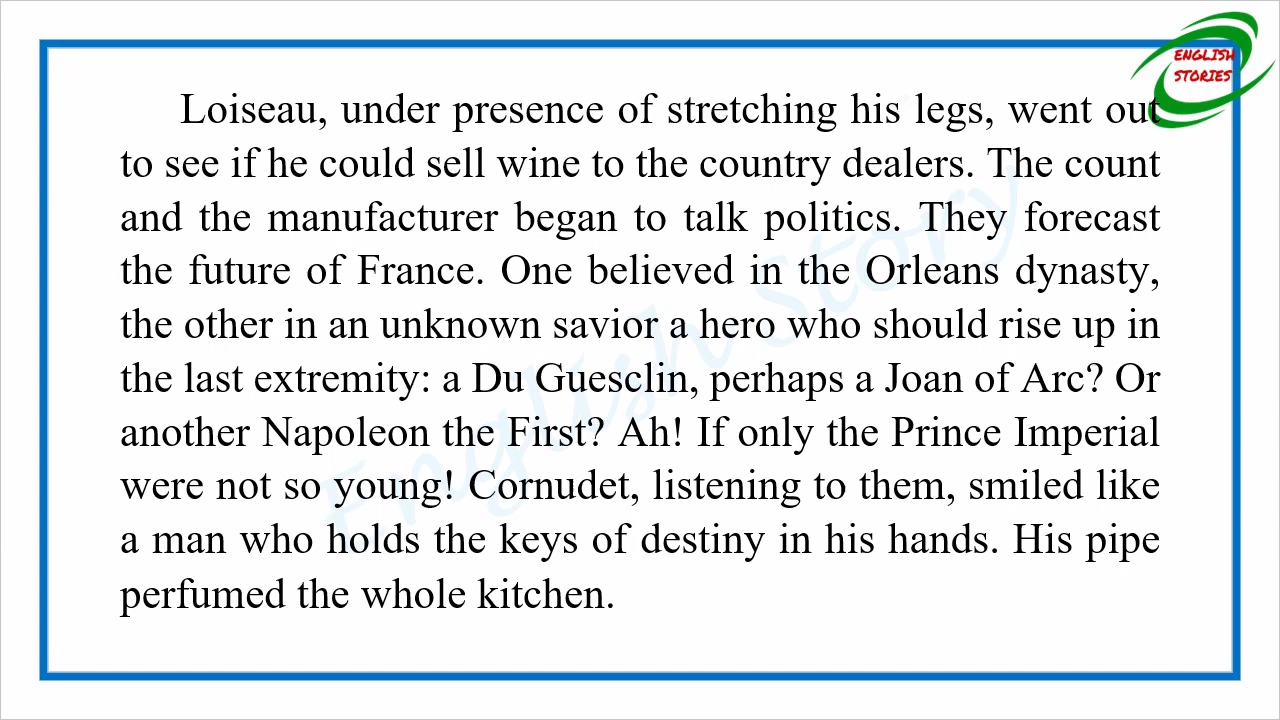 ENGLISH
STORIES
Loiseau, under presence of stretching his legs, went out
to see if he could sell wine to the country dealers. The count
and the manufacturer began to talk politics. They forecast
the future of France. One believed in the Orleans dynasty,
the other in an unknown savior a hero who should rise up in
the last extremity: a Du Guesclin, perhaps a Joan of Arc? Or
another Napoleon the First? Ah! If only the Prince Imperial
were not so young! Cornudet, listening to them, smiled like
a man who holds the keys of destiny in his hands. His pipe
perfumed the whole kitchen.
English Story